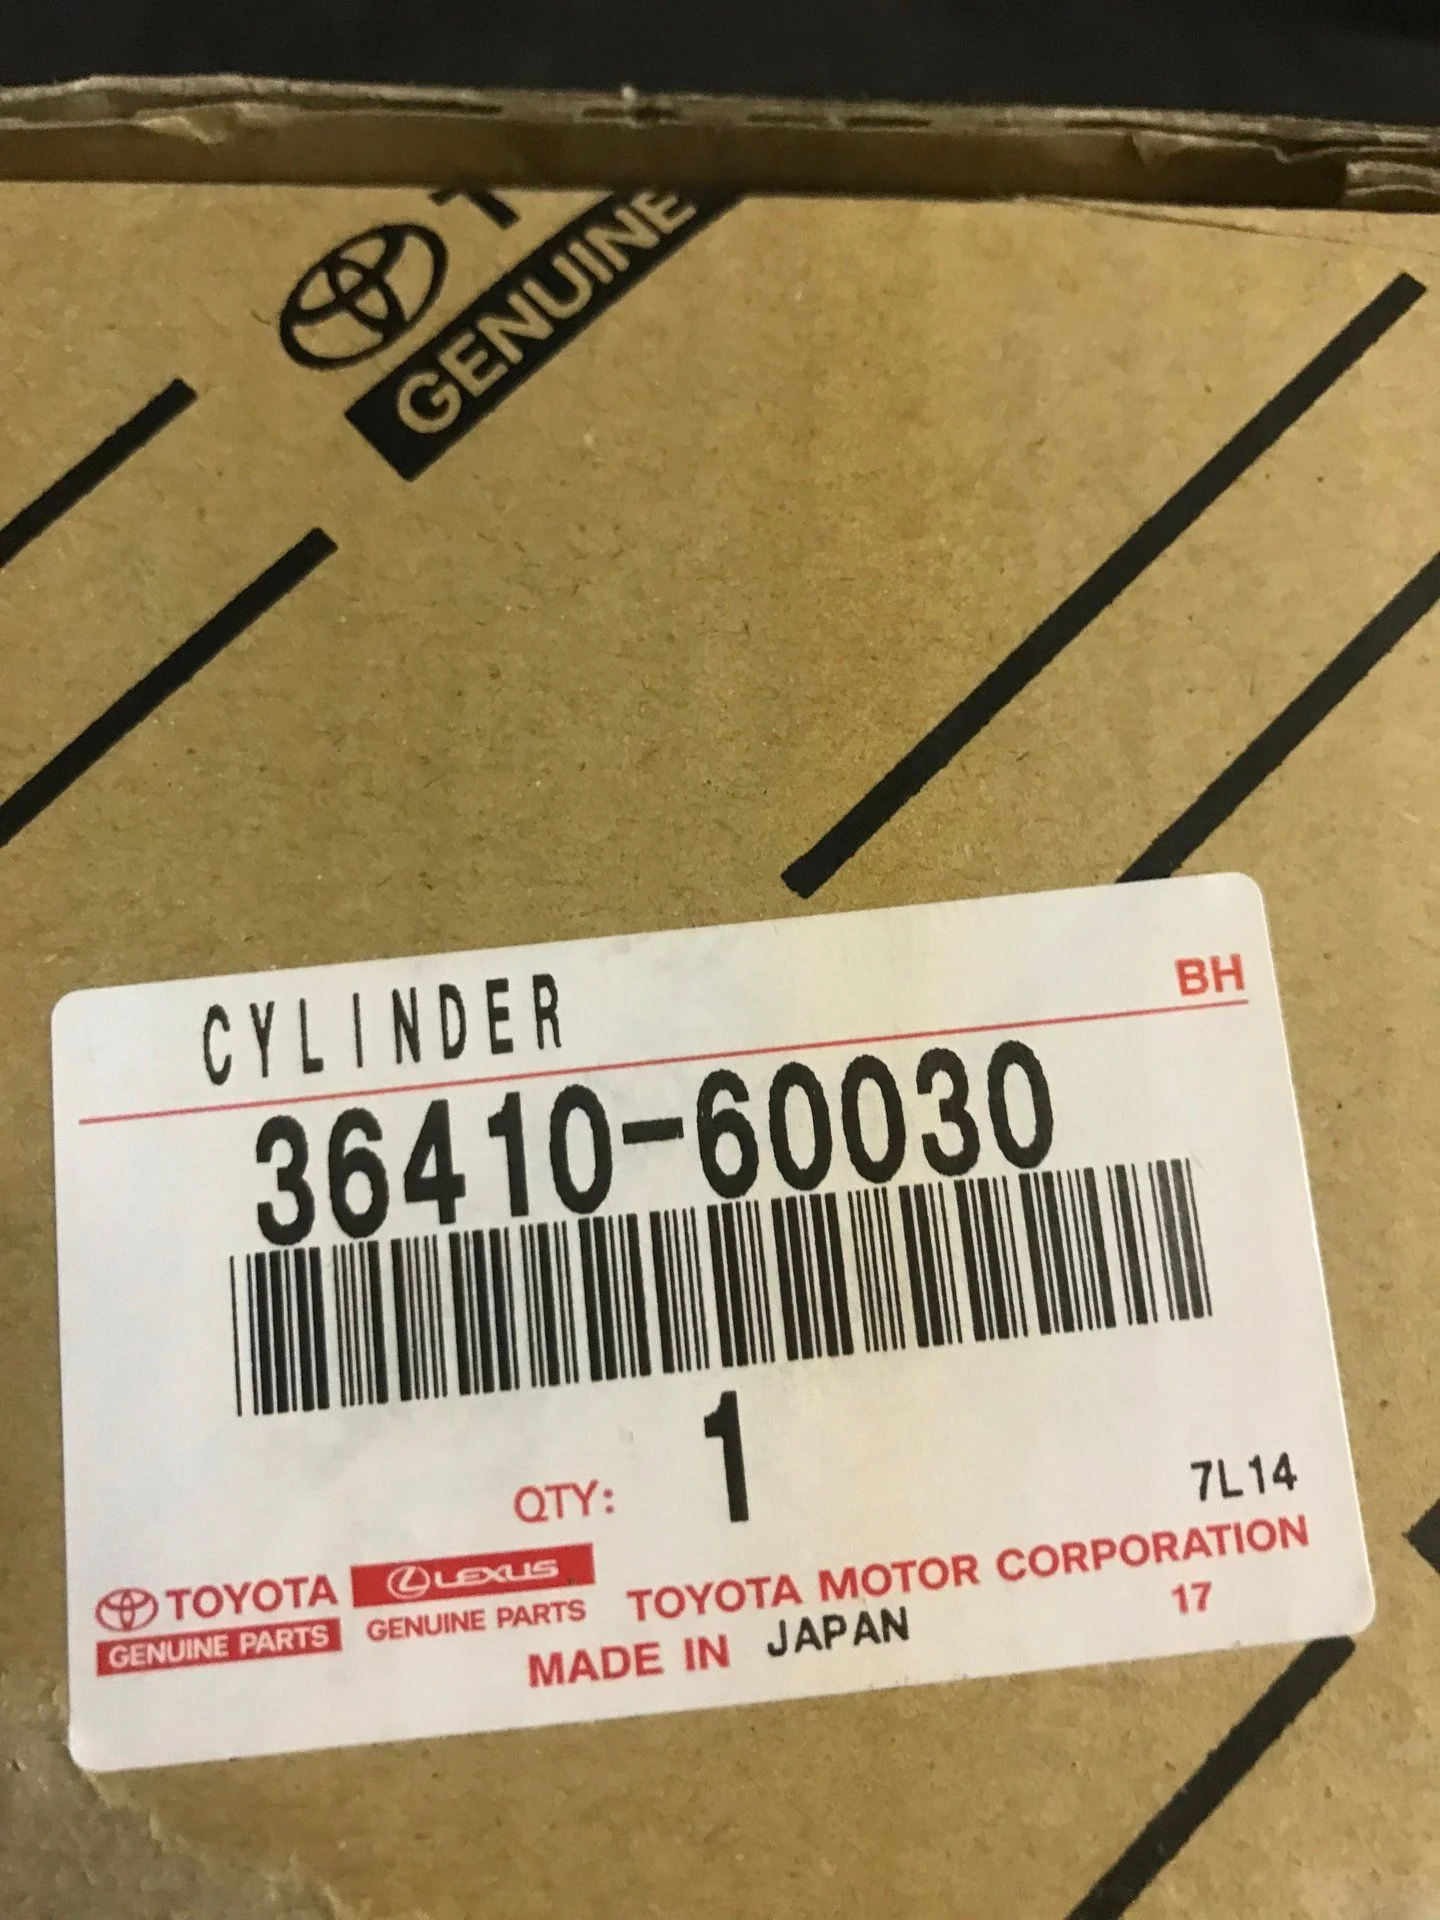 GENUINE
CYLINDER
BH
36410-60030
QTY: 1
7L14
TOYOTA
GENUINE PARTS
LEXUS
GENUINE PARTS
TOYOTA MOTOR CORPORATION
MADE IN JAPAN
17